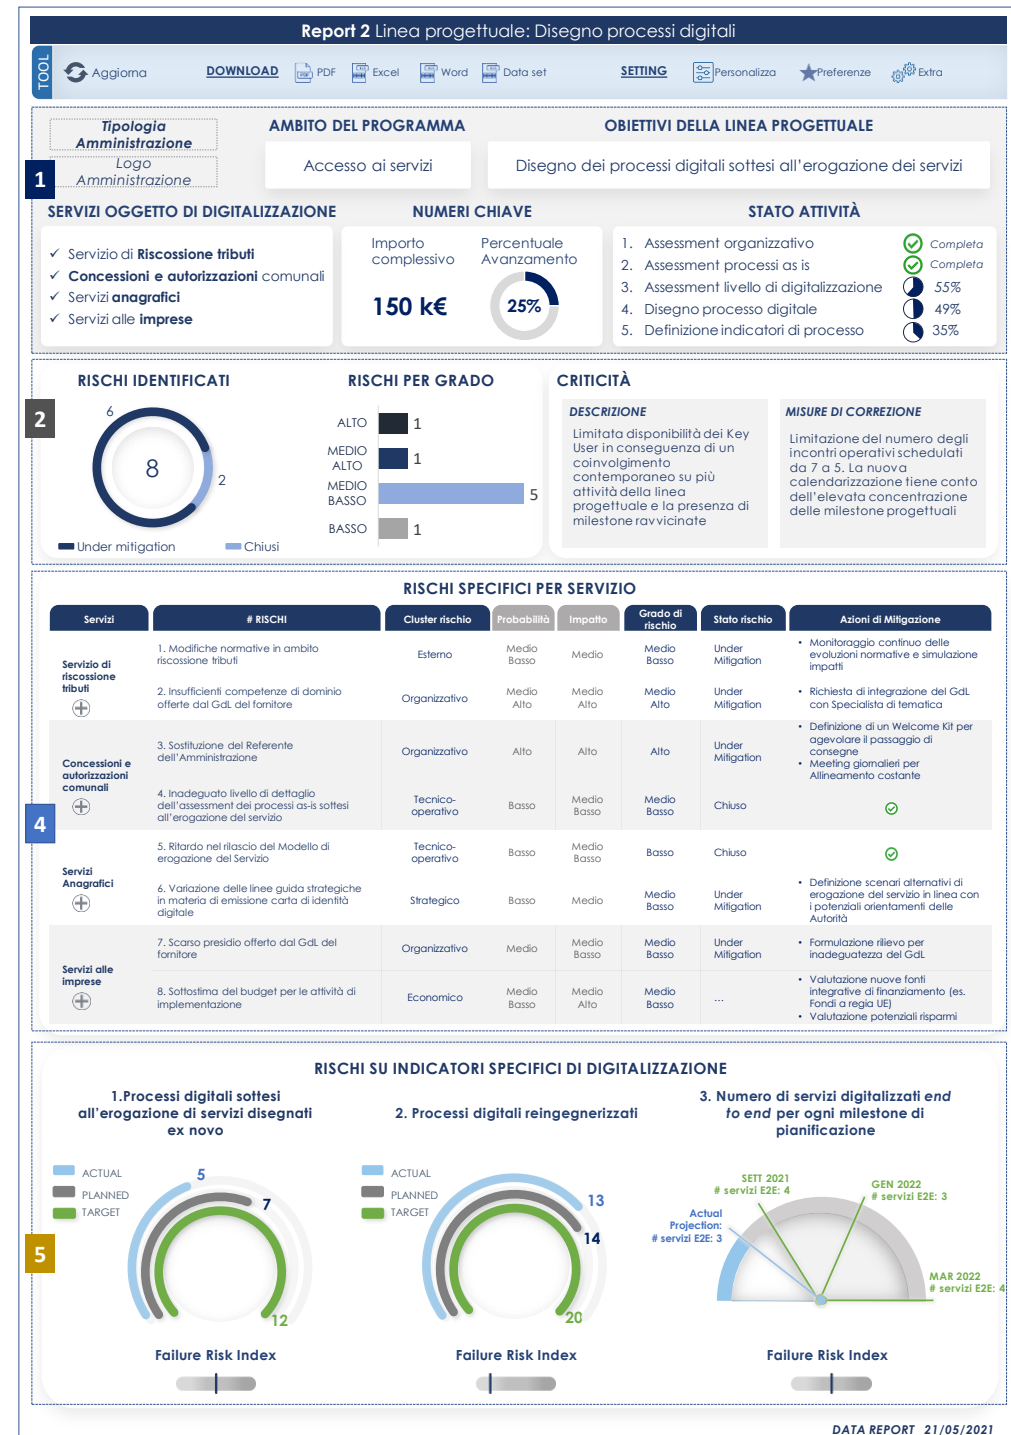 Report 2 Linea progettuale: Disegno processi digitali
TOOL
Aggiorna
DOWNLOAD
PDF
Excel
Word
Data set
SETTING
Personalizza
Preferenze
Extra
1
Tipologia
Amministrazione
Logo
Amministrazione
AMBITO DEL PROGRAMMA
Accesso ai servizi
OBIETTIVI DELLA LINEA PROGETTUALE
Disegno dei processi digitali sottesi all'erogazione dei servizi
SERVIZI OGGETTO DI DIGITALIZZAZIONE
✓ Servizio di Riscossione tributi
✓ Concessioni e autorizzazioni comunali
✓ Servizi anagrafici
✓ Servizi alle imprese
NUMERI CHIAVE
Importo
complessivo
150 k€
Percentuale
Avanzamento
25%
STATO ATTIVITÀ
1. Assessment organizzativo
Completa
2. Assessment processi as is
Completa
3. Assessment livello di digitalizzazione
55%
4. Disegno processo digitale
49%
5. Definizione indicatori di processo
35%
2
RISCHI IDENTIFICATI
6
8
2
Under mitigation
Chiusi
RISCHI PER GRADO
ALTO
1
MEDIO
ALTO
1
MEDIO
BASSO
5
BASSO
1
CRITICITÀ
DESCRIZIONE
Limitata disponibilità dei Key
User in conseguenza di un
coinvolgimento
contemporaneo su più
attività della linea
progettuale e la presenza di
milestone ravvicinate
MISURE DI CORREZIONE
Limitazione del numero degli
incontri operativi schedulati
da 7 a 5. La nuova
calendarizzazione tiene conto
dell'elevata concentrazione
delle milestone progettuali
4
RISCHI SPECIFICI PER SERVIZIO
Servizi
# RISCHI
Cluster rischio
Probabilità
Impatto
Grado di
rischio
Stato rischio
Azioni di Mitigazione
Servizio di
riscossione
tributi
1. Modifiche normative in ambito
riscossione tributi
Esterno
Medio
Basso
Medio
Medio
Basso
Under
Mitigation
• Monitoraggio continuo delle
evoluzioni normative e simulazione
impatti
2. Insufficienti competenze di dominio
offerte dal GdL del fornitore
Organizzativo
Medio
Alto
Medio
Alto
Medio
Alto
Under
Mitigation
• Richiesta di integrazione del GdL
con Specialista di tematica
Concessioni e
autorizzazioni
comunali
3. Sostituzione del Referente
dell'Amministrazione
Organizzativo
Alto
Alto
Alto
Under
Mitigation
• Definizione di un Welcome Kit per
agevolare il passaggio di
consegne
• Meeting giornalieri per
Allineamento costante
4. Inadeguato livello di dettaglio
dell'assessment dei processi as-is sottesi
all'erogazione del servizio
Tecnico-
operativo
Basso
Medio
Basso
Medio
Basso
Chiuso
Servizi
Anagrafici
5. Ritardo nel rilascio del Modello di
erogazione del Servizio
Tecnico-
operativo
Basso
Medio
Basso
Basso
Chiuso
6. Variazione delle linee guida strategiche
in materia di emissione carta di identità
digitale
Strategico
Basso
Medio
Medio
Basso
Under
Mitigation
• Definizione scenari alternativi di
erogazione del servizio in linea con
i potenziali orientamenti delle
Autorità
Servizi alle
imprese
7. Scarso presidio offerto dal GdL del
fornitore
Organizzativo
Medio
Medio
Basso
Medio
Basso
Under
Mitigation
• Formulazione rilievo per
inadeguatezza del GdL
8. Sottostima del budget per le attività di
implementazione
Economico
Medio
Basso
Medio
Alto
Medio
Basso
...
• Valutazione nuove fonti
integrative di finanziamento (es.
Fondi a regia UE)
• Valutazione potenziali risparmi
5
RISCHI SU INDICATORI SPECIFICI DI DIGITALIZZAZIONE
1.Processi digitali sottesi
all'erogazione di servizi disegnati
ex novo
ACTUAL
PLANNED
TARGET
5
7
12
Failure Risk Index
2. Processi digitali reingegnerizzati
ACTUAL
PLANNED
TARGET
13
14
20
Failure Risk Index
3. Numero di servizi digitalizzati end
to end per ogni milestone di
pianificazione
SETT 2021
# servizi E2E: 4
GEN 2022
# servizi E2E: 3
Actual
Projection:
# servizi E2E: 3
MAR 2022
# servizi E2E: 4
Failure Risk Index
DATA REPORT 21/05/2021